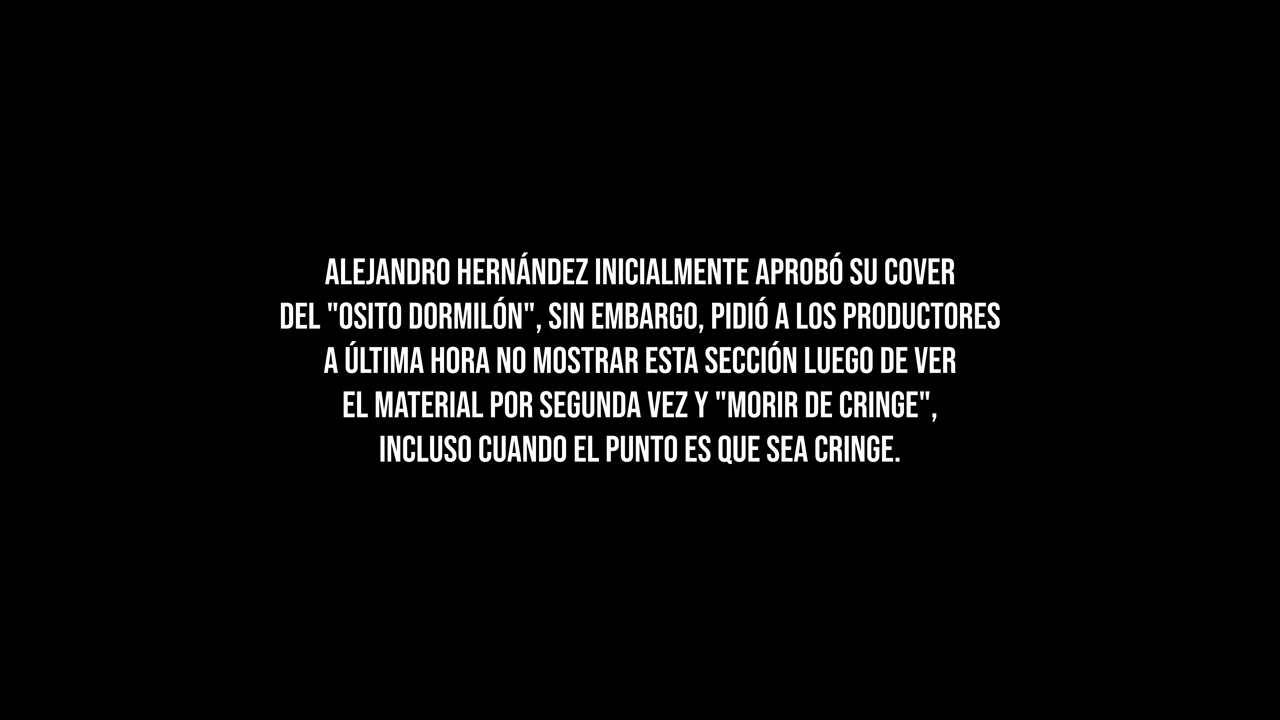 ALEJANDRO HERNÁNDEZ INICIALMENTE APROBÓ SU COVER
DEL "OSITO DORMILÓN", SIN EMBARGO, PIDIÓ A LOS PRODUCTORES
A ÚLTIMA HORA NO MOSTRAR ESTA SECCIÓN LUEGO DE VER
EL MATERIAL POR SEGUNDA VEZ Y "MORIR DE CRINGE",
INCLUSO CUANDO EL PUNTO ES QUE SEA CRINGE.